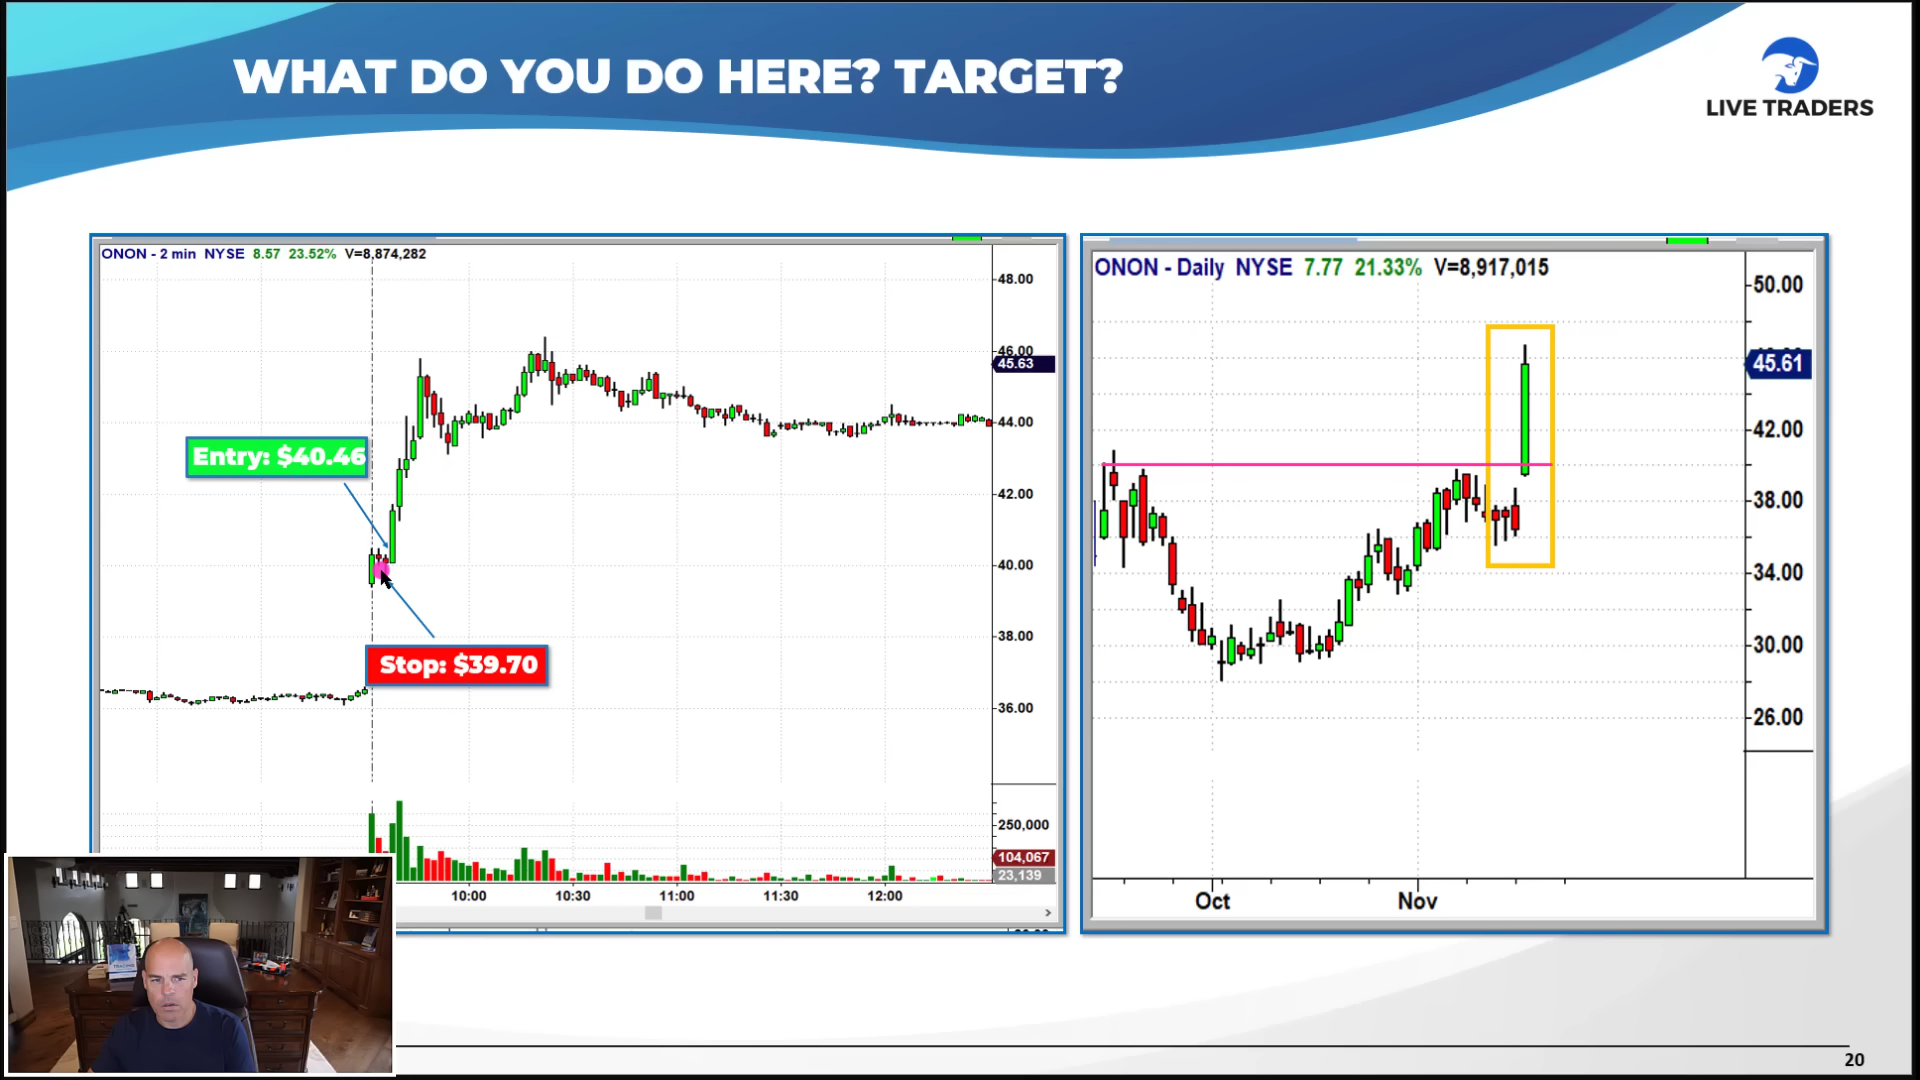 WHAT DO YOU DO HERE? TARGET?
LIVE TRADERS
ONON - 2 min NYSE 8.57 23.52% V=8,874,282
48.00
46.00
45.63
44.00
42.00
40.00
38.00
36.00
250,000
104,067
23,139
Entry: $40.46
Stop: $39.70
10:00 10:30 11:00 11:30 12:00
ONON - Daily NYSE 7.77 21.33% V=8,917,015
50.00
45.61
42.00
38.00
34.00
30.00
26.00
Oct Nov
20